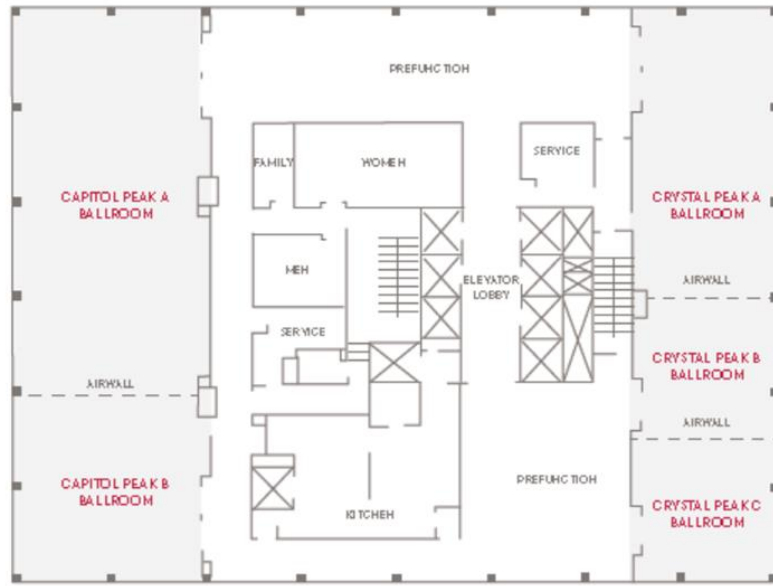 PREFUNCTION
FAMILY
WOMEN
SERVICE
CAPITOL PEAK A
BALLROOM
CRYSTAL PEAK A
BALLROOM
MEN
ELEVATOR
LOBBY
AIRWALL
SERVICE
CRYSTAL PEAK B
BALLROOM
AIRWALL
AIRWALL
CAPITOL PEAK B
BALLROOM
PREFUNCTION
KITCHEN
CRYSTAL PEAK C
BALLROOM